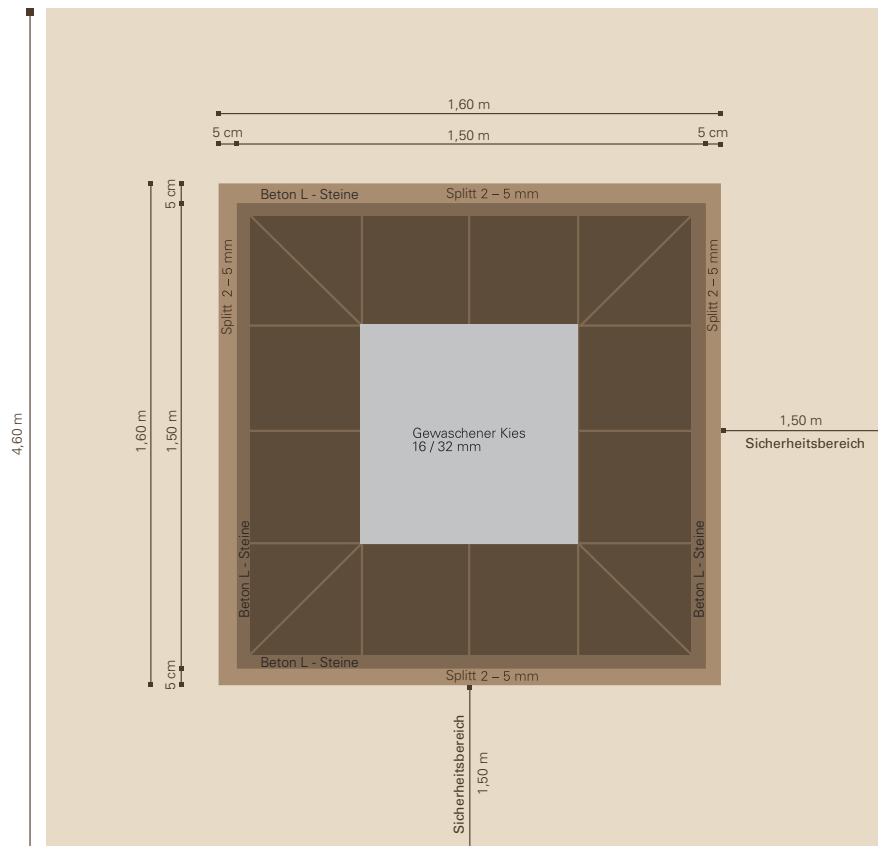 1,60 m
5 cm
1,50 m
5 cm
5 cm
Beton L - Steine
Splitt 2 – 5 mm
Splitt 2 – 5 mm
Splitt 2 – 5 mm
4,60 m
1,60 m
1,50 m
Gewaschener Kies
16 / 32 mm
1,50 m
Sicherheitsbereich
Beton L - Steine
Beton L - Steine
Beton L - Steine
5 cm
Splitt 2 – 5 mm
Sicherheitsbereich
1,50 m